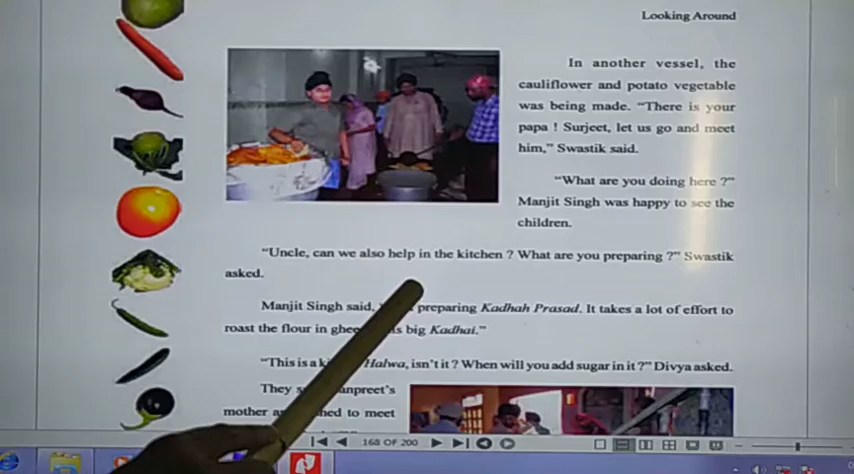 Looking Around
In another vessel, the
cauliflower and potato vegetable
was being made. “There is your
papa ! Surjeet, let us go and meet
him,” Swastik said.
“What are you doing here ?”
Manjit Singh was happy to see the
children.
“Uncle, can we also help in the kitchen ? What are you preparing ?” Swastik
asked.
Manjit Singh said, preparing Kadhah Prasad. It takes a lot of effort to
roast the flour in ghee big Kadhai.”
“This is a Halwa, isn’t it ? When will you add sugar in it ?” Divya asked.
They
mother to meet
168 OF 200